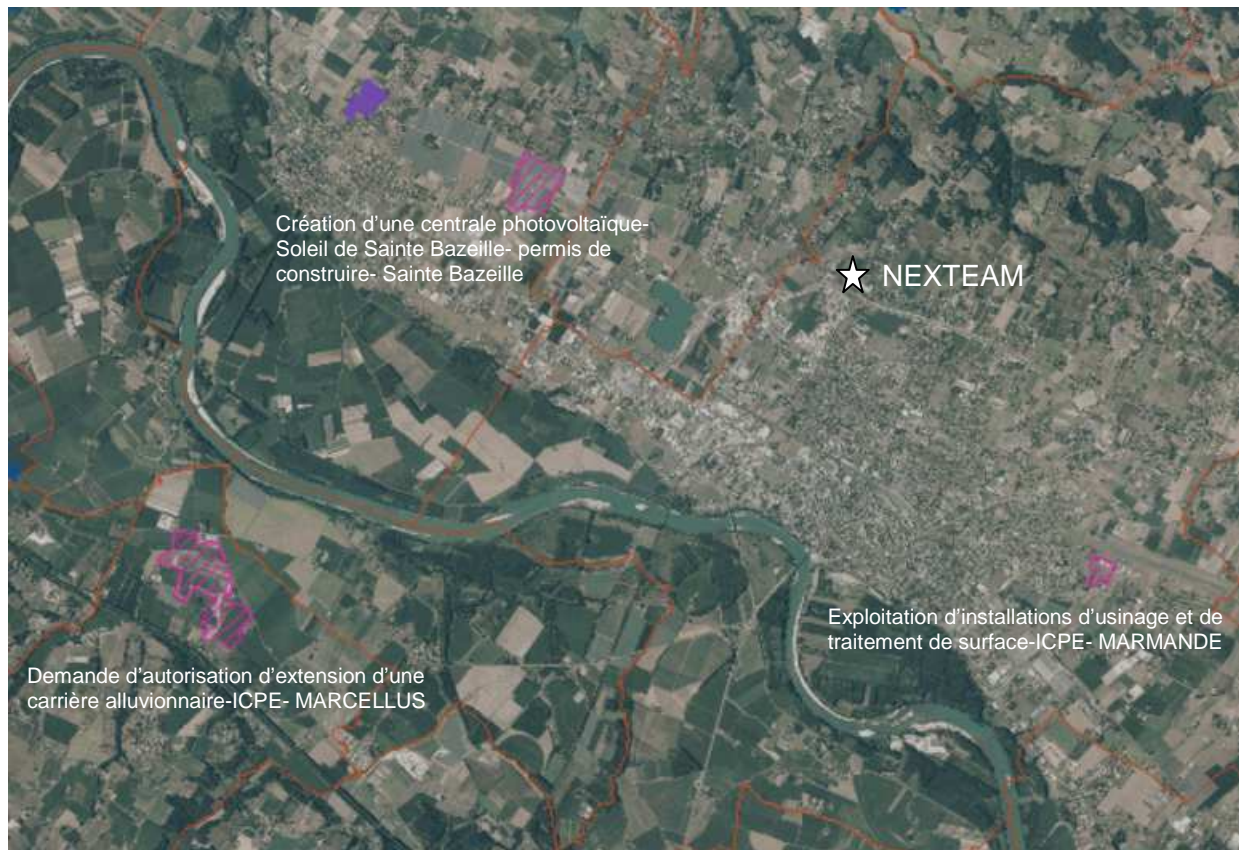 Création d'une centrale photovoltaïque-
Soleil de Sainte Bazeille- permis de
construire- Sainte Bazeille
NEXTEAM
Exploitation d'installations d'usinage et de
traitement de surface-ICPE- MARMANDE
Demande d'autorisation d'extension d'une
carrière alluvionnaire-ICPE- MARCELLUS